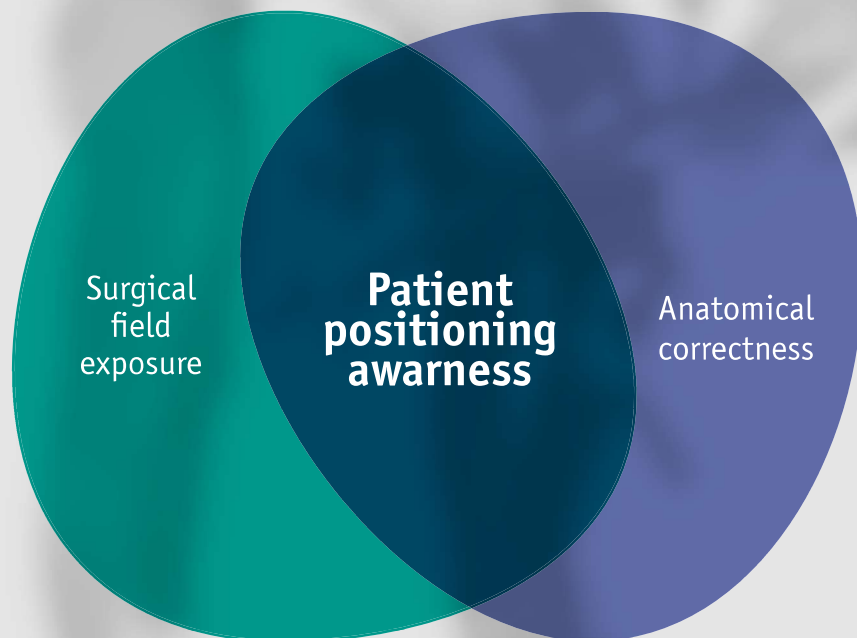 Surgical
field
exposure
Patient
positioning
awarness
Anatomical
correctness